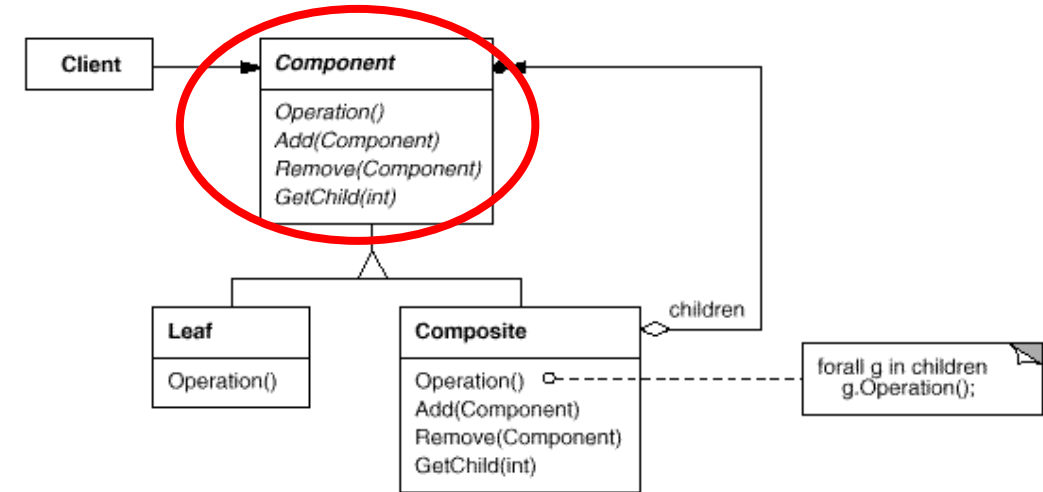 Client
Component
Operation()
Add(Component)
Remove(Component)
GetChild(int)
Leaf
Operation()
Composite
Operation()
Add(Component)
Remove(Component)
GetChild(int)
children
forall g in children
g.Operation();